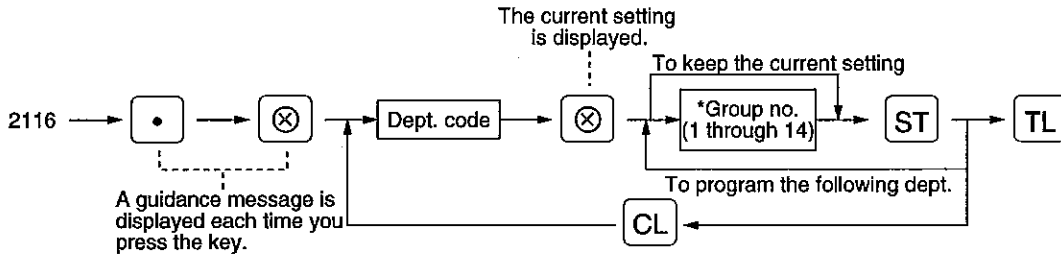 The current setting
is displayed.
To keep the current setting
2116
•
⊗
Dept. code
⊗
*Group no.
(1 through 14)
ST
TL
To program the following dept.
A guidance message is
displayed each time you
press the key.
CL